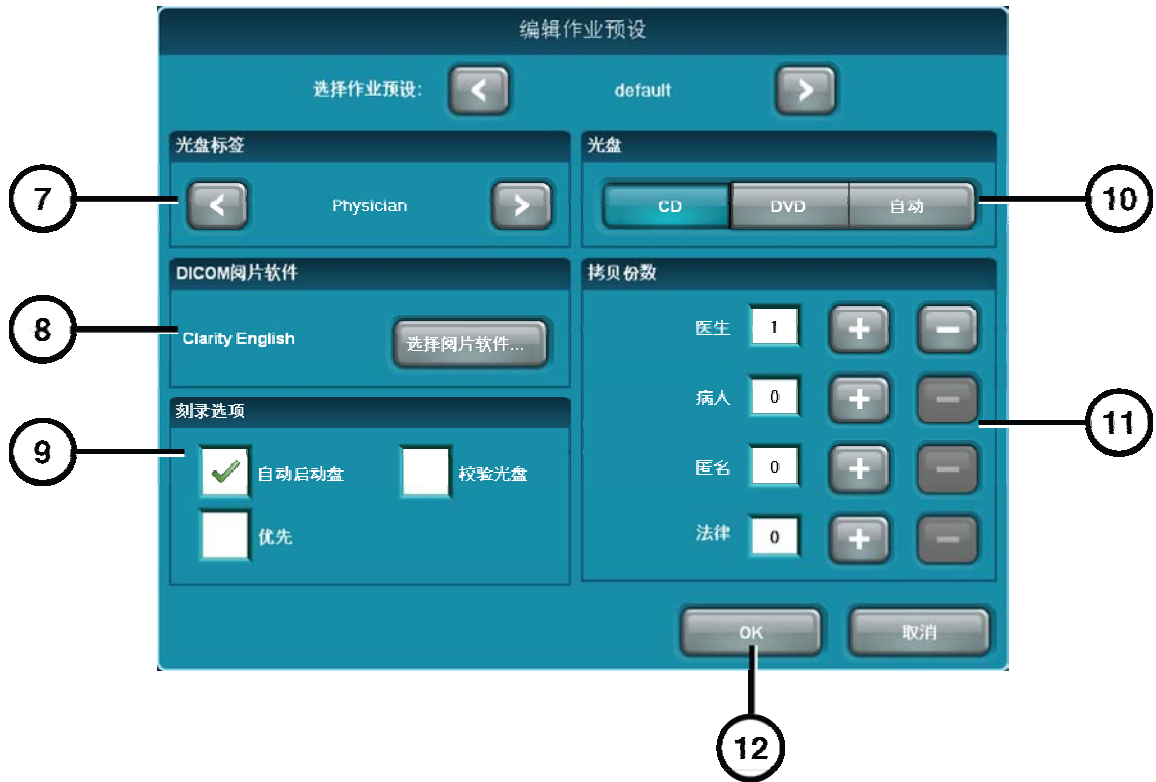 编辑作业预设
选择作业预设: < default >
光盘标签
7
< Physician >
DICOM阅片软件
8
Clarity English 选择阅片软件...
刻录选项
9
自动启动盘 校验光盘
优先
光盘
CD DVD 自动
10
拷贝份数
医生 1 + −
病人 0 + −
11
匿名 0 + −
法律 0 + −
OK 取消
12